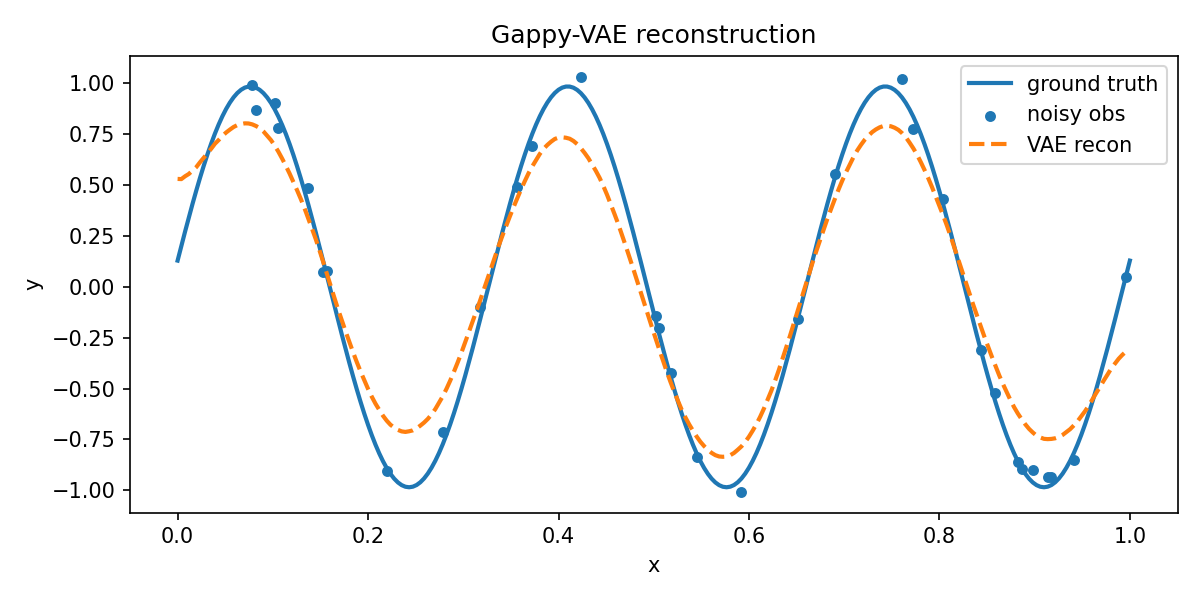 Gappy-VAE reconstruction
ground truth
noisy obs
VAE recon
y
1.00
0.75
0.50
0.25
0.00
−0.25
−0.50
−0.75
−1.00
0.0 0.2 0.4 0.6 0.8 1.0
x